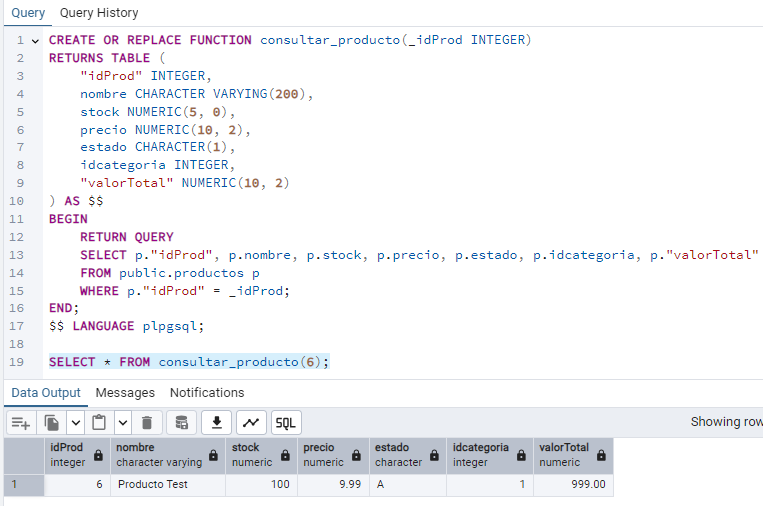 Query Query History
1 CREATE OR REPLACE FUNCTION consultar_producto(_idProd INTEGER)
2 RETURNS TABLE (
3 "idProd" INTEGER,
4 nombre CHARACTER VARYING(200),
5 stock NUMERIC(5, 0),
6 precio NUMERIC(10, 2),
7 estado CHARACTER(1),
8 idcategoria INTEGER,
9 "valorTotal" NUMERIC(10, 2)
10 ) AS $$
11 BEGIN
12 RETURN QUERY
13 SELECT p."idProd", p.nombre, p.stock, p.precio, p.estado, p.idcategoria, p."valorTotal"
14 FROM public.productos p
15 WHERE p."idProd" = _idProd;
16 END;
17 $$ LANGUAGE plpgsql;
18
19 SELECT * FROM consultar_producto(6);
Data Output Messages Notifications
SQL Showing row
idProd nombre stock precio estado idcategoria valorTotal
integer character varying numeric numeric character integer numeric
1 6 Producto Test 100 9.99 A 1 999.00